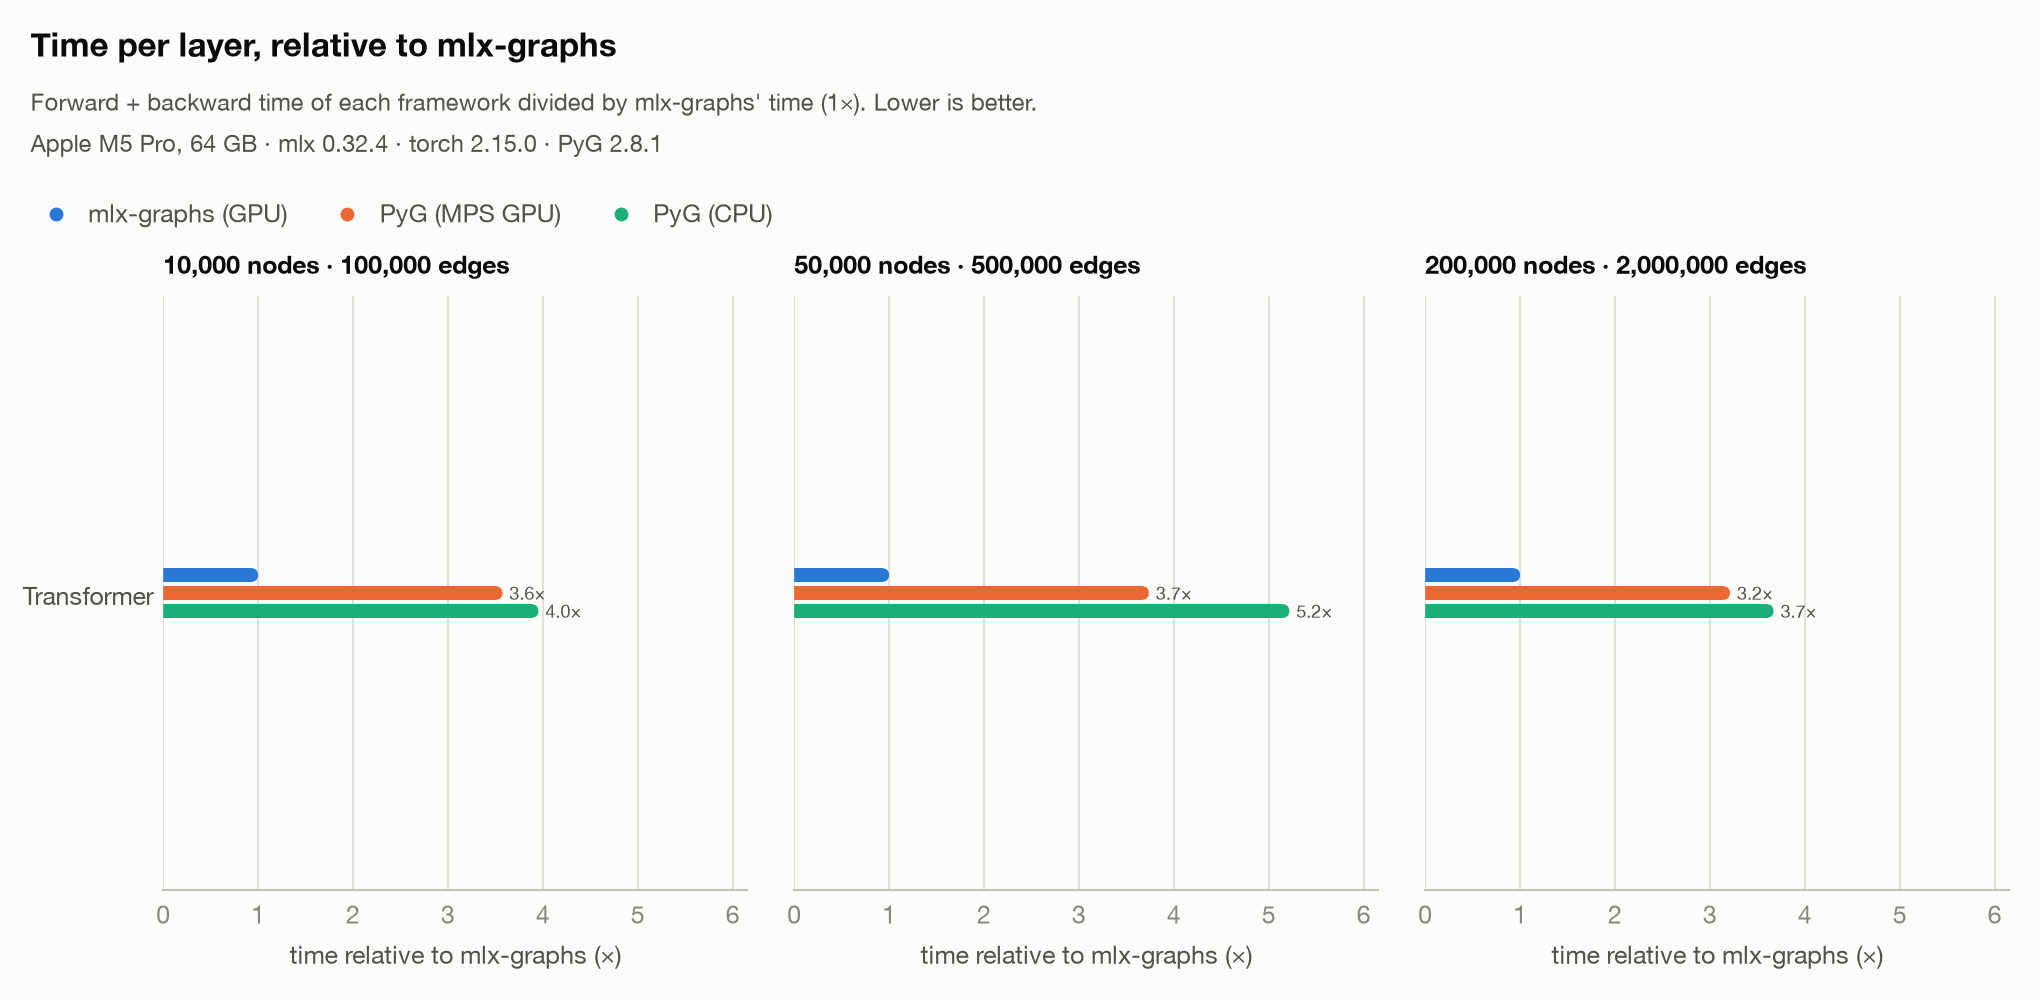 Time per layer, relative to mlx-graphs
Forward + backward time of each framework divided by mlx-graphs' time (1×). Lower is better.
Apple M5 Pro, 64 GB · mlx 0.32.4 · torch 2.15.0 · PyG 2.8.1
mlx-graphs (GPU) PyG (MPS GPU) PyG (CPU)
10,000 nodes · 100,000 edges
50,000 nodes · 500,000 edges
200,000 nodes · 2,000,000 edges
Transformer
3.6×
4.0×
3.7×
5.2×
3.2×
3.7×
0 1 2 3 4 5 6
0 1 2 3 4 5 6
0 1 2 3 4 5 6
time relative to mlx-graphs (×)
time relative to mlx-graphs (×)
time relative to mlx-graphs (×)